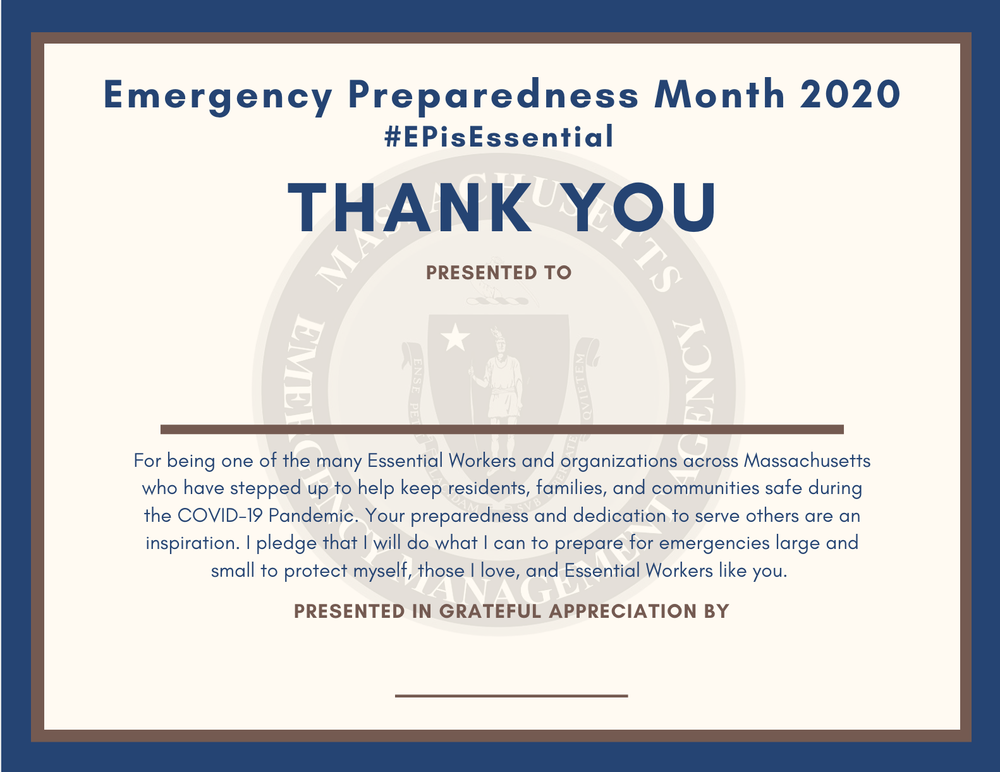 Emergency Preparedness Month 2020
#EPisEssential
THANK YOU
PRESENTED TO
MASSACHUSETTS
EMERGENCY MANAGEMENT AGENCY
ENSE PETIT PLACIDAM SVB LIBERTATE QVIETEM
For being one of the many Essential Workers and organizations across Massachusetts
who have stepped up to help keep residents, families, and communities safe during
the COVID-19 Pandemic. Your preparedness and dedication to serve others are an
inspiration. I pledge that I will do what I can to prepare for emergencies large and
small to protect myself, those I love, and Essential Workers like you.
PRESENTED IN GRATEFUL APPRECIATION BY